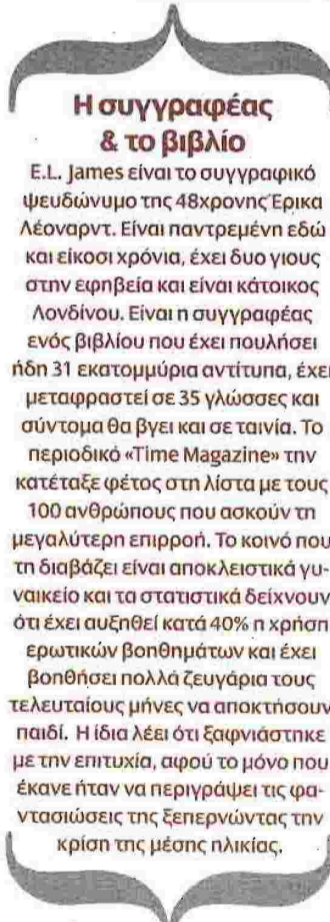 Η συγγραφέας
& το βιβλίο
E.L. James είναι το συγγραφικό
ψευδώνυμο της 48χρονης Έρικα
Λέοναρντ. Είναι παντρεμένη εδώ
και είκοσι χρόνια, έχει δυο γιους
στην εφηβεία και είναι κάτοικος
Λονδίνου. Είναι η συγγραφέας
ενός βιβλίου που έχει πουλήσει
ήδη 31 εκατομμύρια αντίτυπα, έχει
μεταφραστεί σε 35 γλώσσες και
σύντομα θα βγει και σε ταινία. Το
περιοδικό «Time Magazine» την
κατέταξε φέτος στη λίστα με τους
100 ανθρώπους που ασκούν τη
μεγαλύτερη επιρροή. Το κοινό που
τη διαβάζει είναι αποκλειστικά γυ-
ναικείο και τα στατιστικά δείχνουν
ότι έχει αυξηθεί κατά 40% η χρήση
ερωτικών βοηθημάτων και έχει
βοηθήσει πολλά ζευγάρια τους
τελευταίους μήνες να αποκτήσουν
παιδί. Η ίδια λέει ότι ξαφνιάστηκε
με την επιτυχία, αφού το μόνο που
έκανε ήταν να περιγράψει τις φα-
ντασιώσεις της ξεπερνώντας την
κρίση της μέσης ηλικίας.